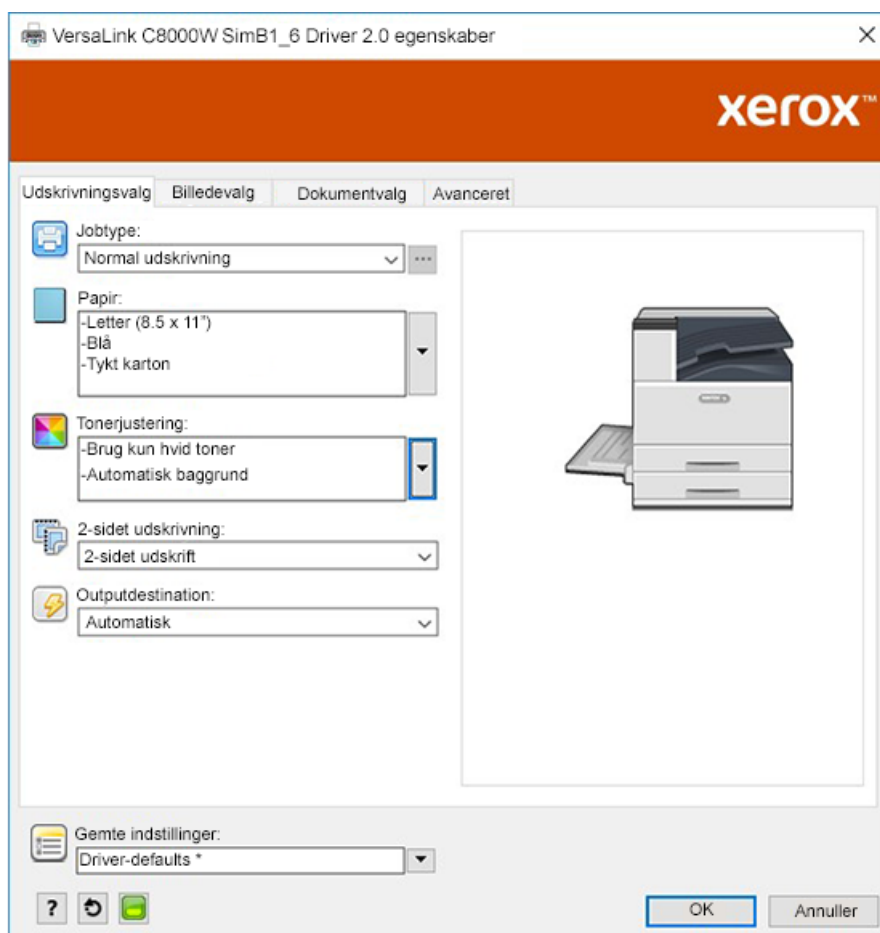 VersaLink C8000W SimB1_6 Driver 2.0 egenskaber
xerox™
Udskrivningsvalg Billedevalg Dokumentvalg Avanceret
Jobtype:
Normal udskrivning
Papir:
-Letter (8.5 x 11”)
-Blå
-Tykt karton
Tonerjustering:
-Brug kun hvid toner
-Automatisk baggrund
2-sidet udskrivning:
2-sidet udskrift
Outputdestination:
Automatisk
Gemte indstillinger:
Driver-defaults *
?
OK Annuller